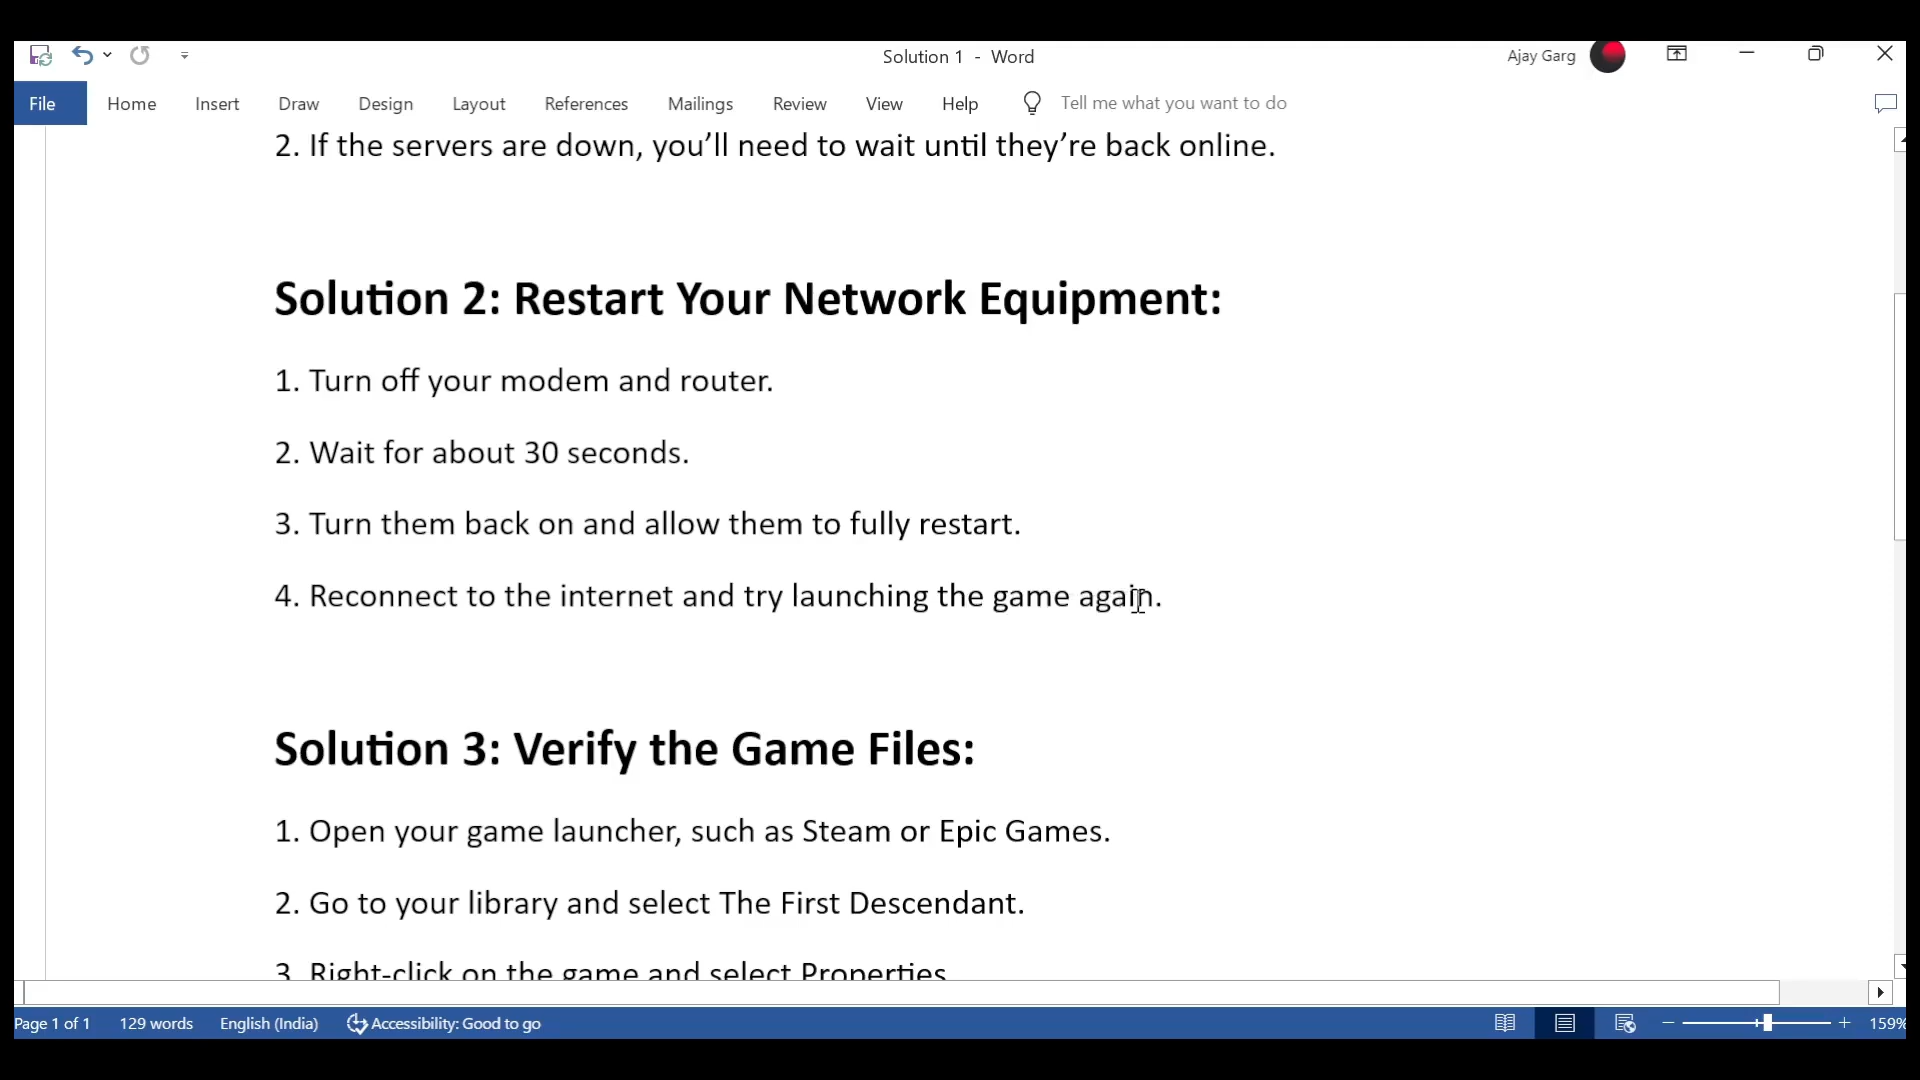 Solution 1 - Word
Ajay Garg
File Home Insert Draw Design Layout References Mailings Review View Help Tell me what you want to do
2. If the servers are down, you’ll need to wait until they’re back online.
Solution 2: Restart Your Network Equipment:
1. Turn off your modem and router.
2. Wait for about 30 seconds.
3. Turn them back on and allow them to fully restart.
4. Reconnect to the internet and try launching the game again.
Solution 3: Verify the Game Files:
1. Open your game launcher, such as Steam or Epic Games.
2. Go to your library and select The First Descendant.
3. Right-click on the game and select Properties.
Page 1 of 1 129 words English (India) Accessibility: Good to go 159%